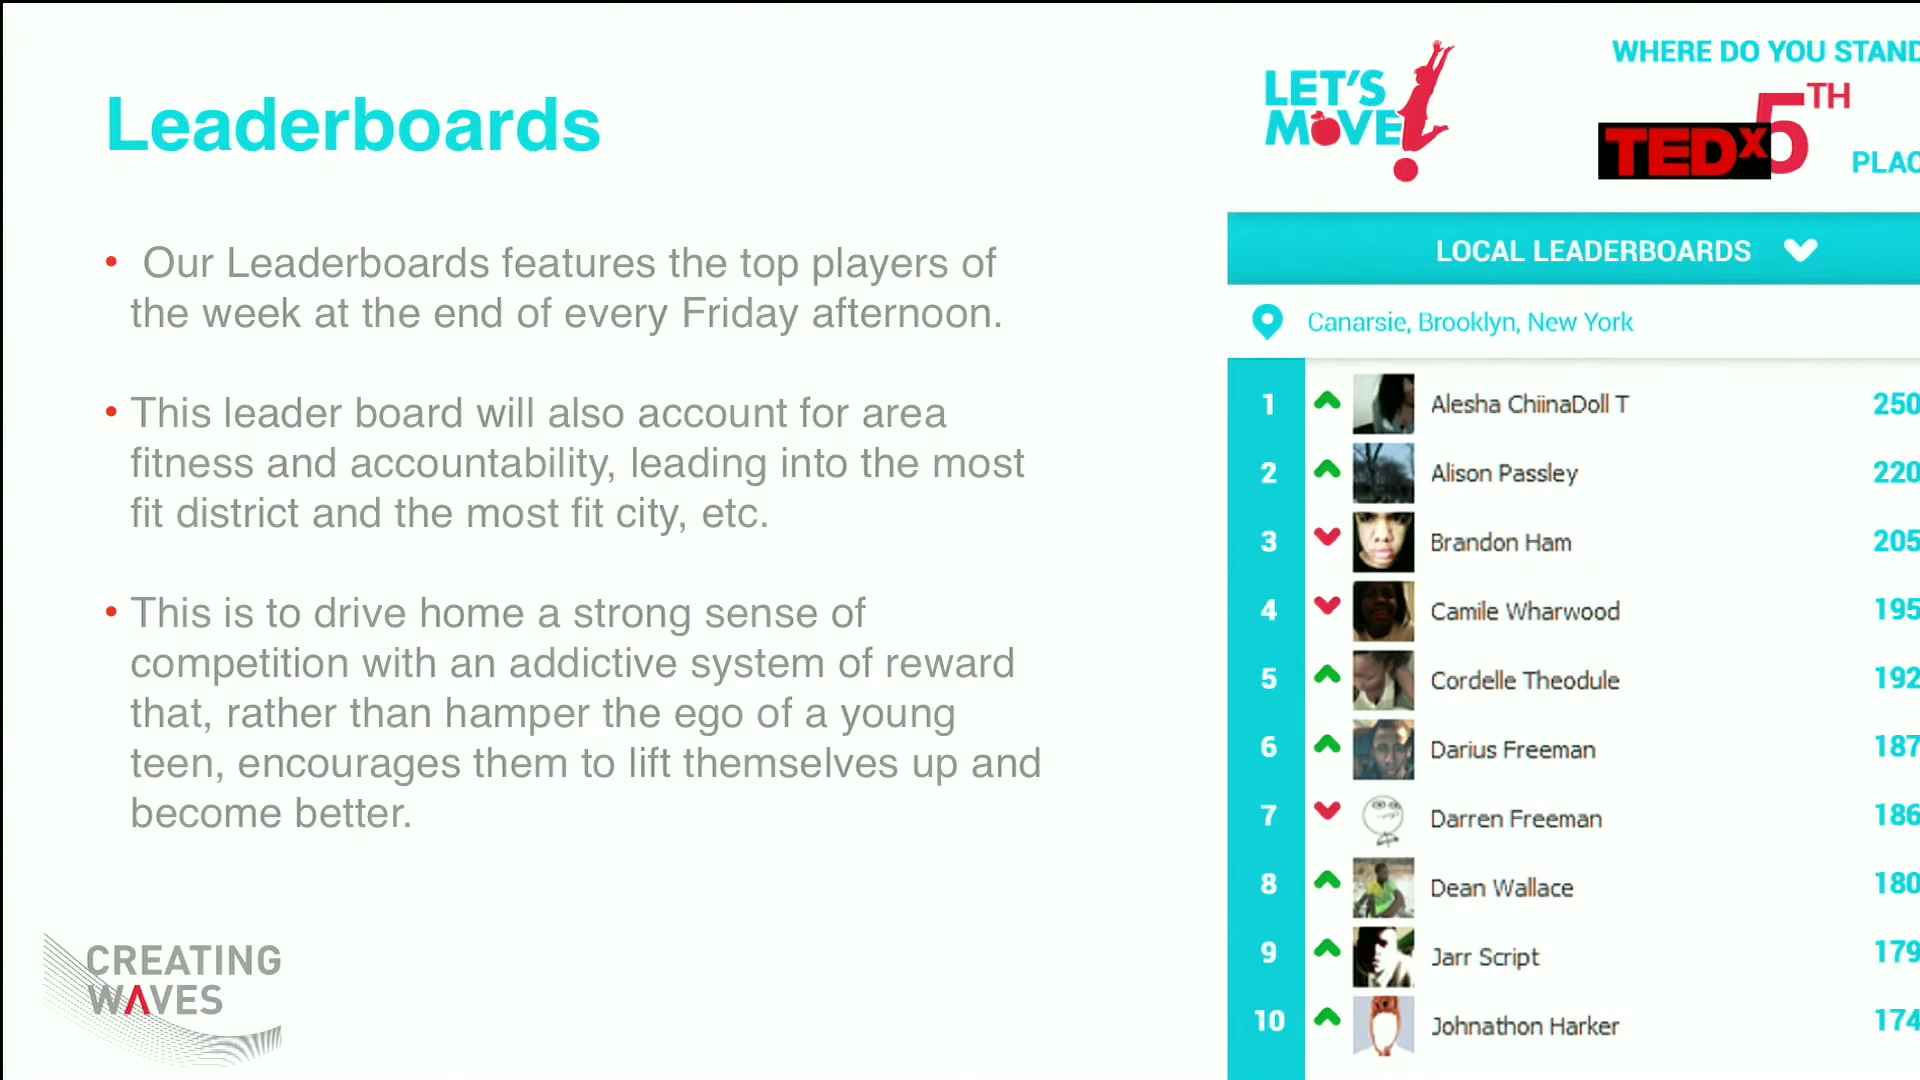 Leaderboards
Our Leaderboards features the top players of
the week at the end of every Friday afternoon.
This leader board will also account for area
fitness and accountability, leading into the most
fit district and the most fit city, etc.
This is to drive home a strong sense of
competition with an addictive system of reward
that, rather than hamper the ego of a young
teen, encourages them to lift themselves up and
become better.
CREATING
WAVES
LET'S
MOVE!
WHERE DO YOU STAND
5TH
TEDx
PLAC
LOCAL LEADERBOARDS
Canarsie, Brooklyn, New York
1 Alesha ChiinaDoll T 250
2 Alison Passley 220
3 Brandon Ham 205
4 Camile Wharwood 195
5 Cordelle Theodule 192
6 Darius Freeman 187
7 Darren Freeman 186
8 Dean Wallace 180
9 Jarr Script 179
10 Johnathon Harker 174